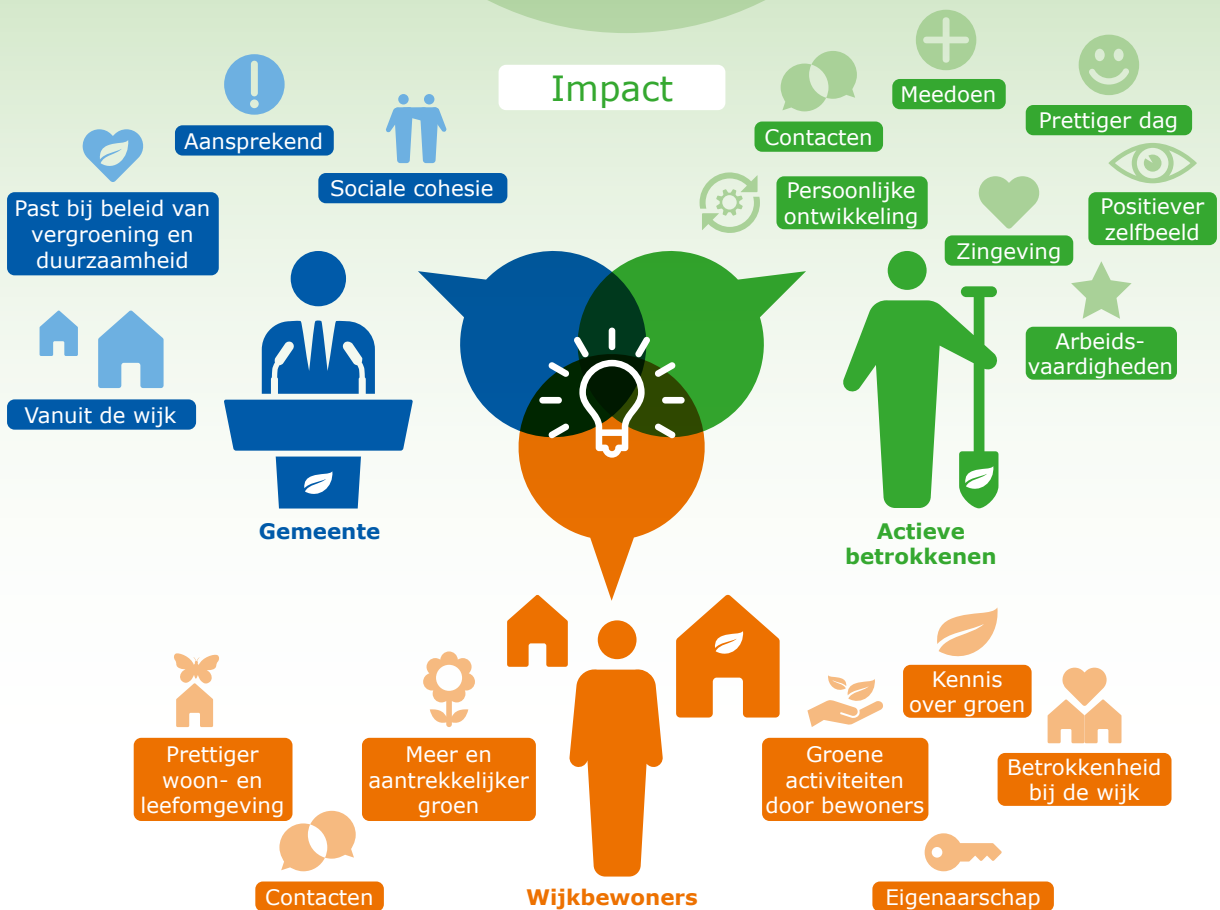 Impact
Aansprekend
Sociale cohesie
Past bij beleid van
vergroening en
duurzaamheid
Vanuit de wijk
Gemeente
Contacten
Meedoen
Prettiger dag
Persoonlijke
ontwikkeling
Zingeving
Positiever
zelfbeeld
Arbeids-
vaardigheden
Actieve
betrokkenen
Prettiger
woon- en
leefomgeving
Meer en
aantrekkelijker
groen
Contacten
Wijkbewoners
Groene
activiteiten
door bewoners
Kennis
over groen
Betrokkenheid
bij de wijk
Eigenaarschap